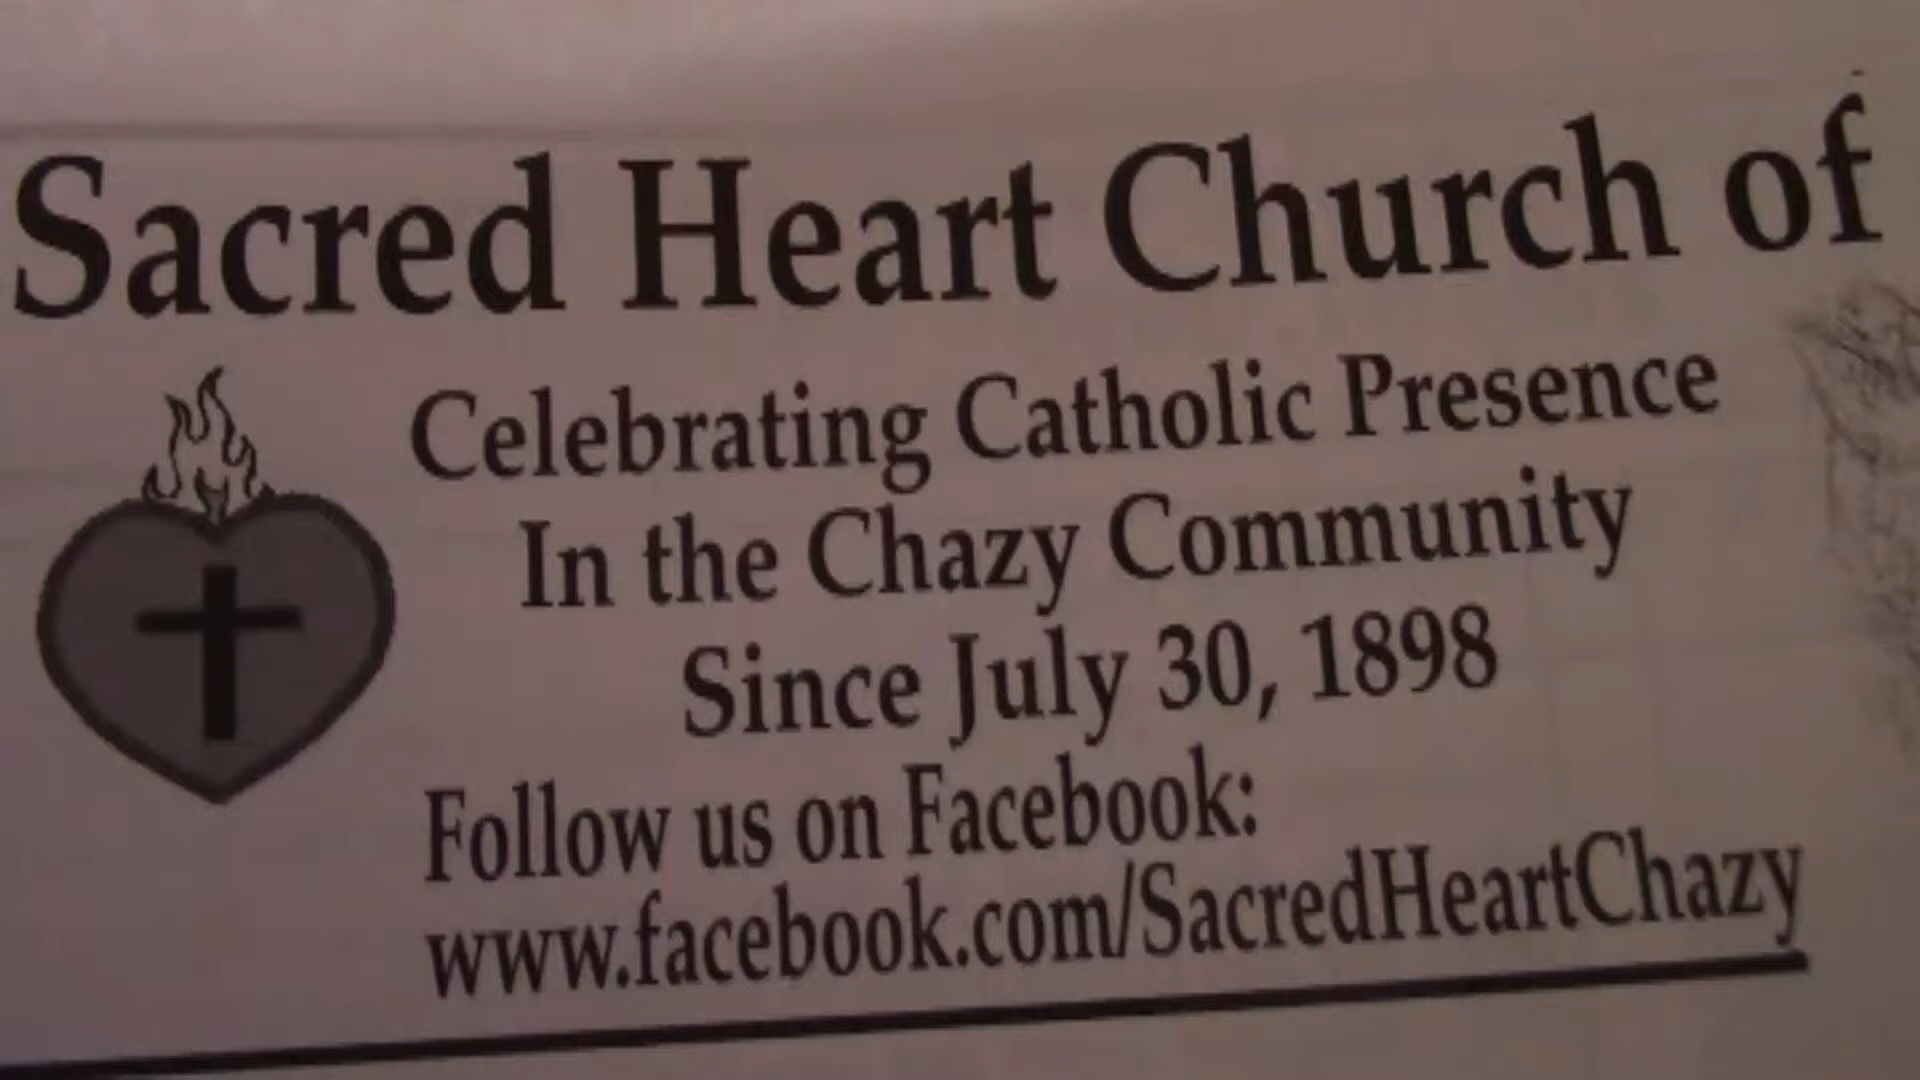 Sacred Heart Church of
Celebrating Catholic Presence
In the Chazy Community
Since July 30, 1898
Follow us on Facebook:
www.facebook.com/SacredHeartChazy